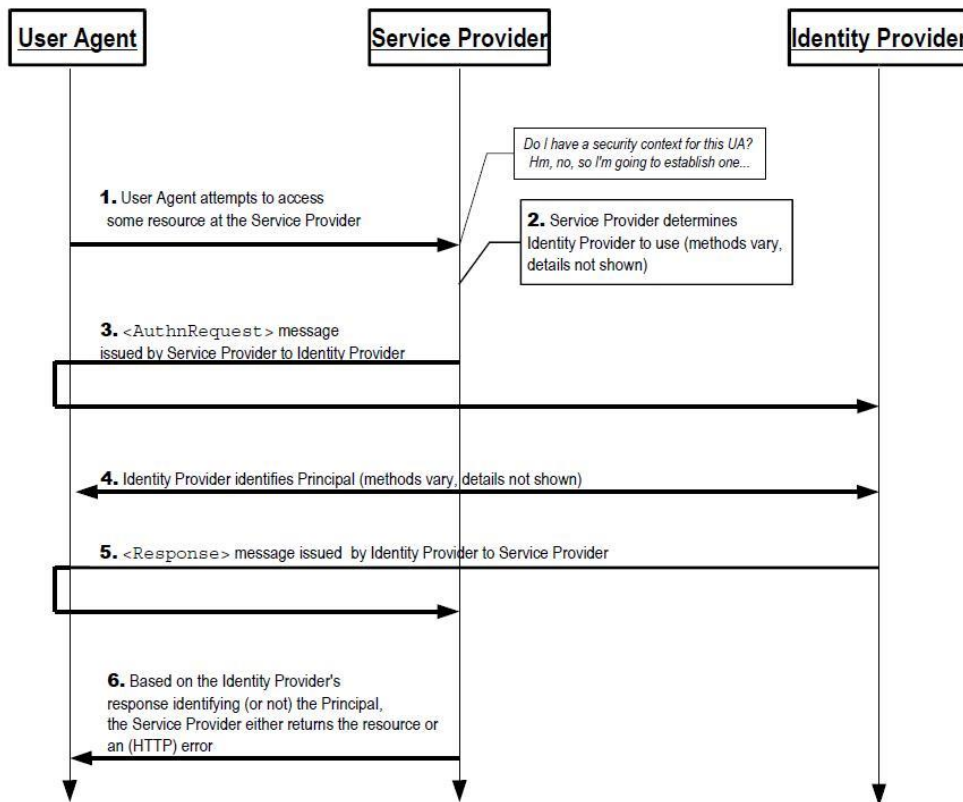 User Agent
Service Provider
Identity Provider
Do I have a security context for this UA?
Hm, no, so I'm going to establish one...
1. User Agent attempts to access
some resource at the Service Provider
2. Service Provider determines
Identity Provider to use (methods vary,
details not shown)
3. <AuthnRequest> message
issued by Service Provider to Identity Provider
4. Identity Provider identifies Principal (methods vary, details not shown)
5. <Response> message issued by Identity Provider to Service Provider
6. Based on the Identity Provider's
response identifying (or not) the Principal,
the Service Provider either returns the resource or
an (HTTP) error